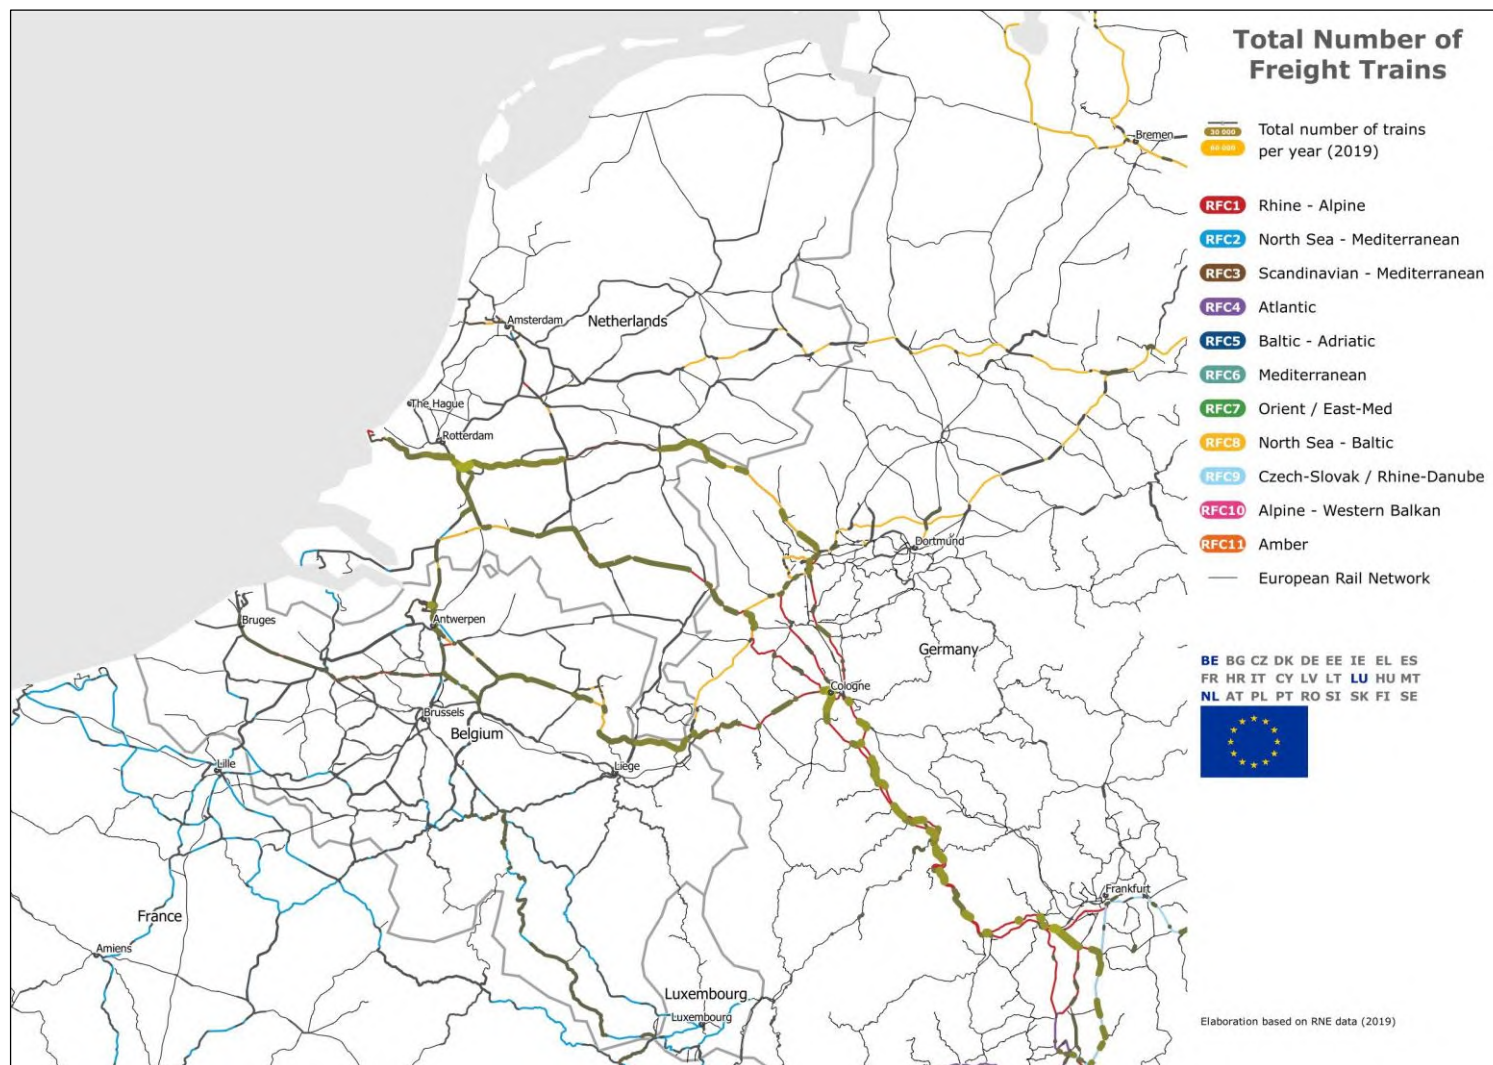 Total Number of
Freight Trains
30 000
60 000
Total number of trains
per year (2019)
RFC1 Rhine - Alpine
RFC2 North Sea - Mediterranean
RFC3 Scandinavian - Mediterranean
RFC4 Atlantic
RFC5 Baltic - Adriatic
RFC6 Mediterranean
RFC7 Orient / East-Med
RFC8 North Sea - Baltic
RFC9 Czech-Slovak / Rhine-Danube
RFC10 Alpine - Western Balkan
RFC11 Amber
European Rail Network
BE BG CZ DK DE EE IE EL ES
FR HR IT CY LV LT LU HU MT
NL AT PL PT RO SI SK FI SE
Elaboration based on RNE data (2019)
Bremen
Amsterdam
Netherlands
The Hague
Rotterdam
Dortmund
Bruges
Antwerpen
Germany
Cologne
Brussels
Belgium
Lille
Liege
Frankfurt
France
Amiens
Luxembourg
Luxembourg